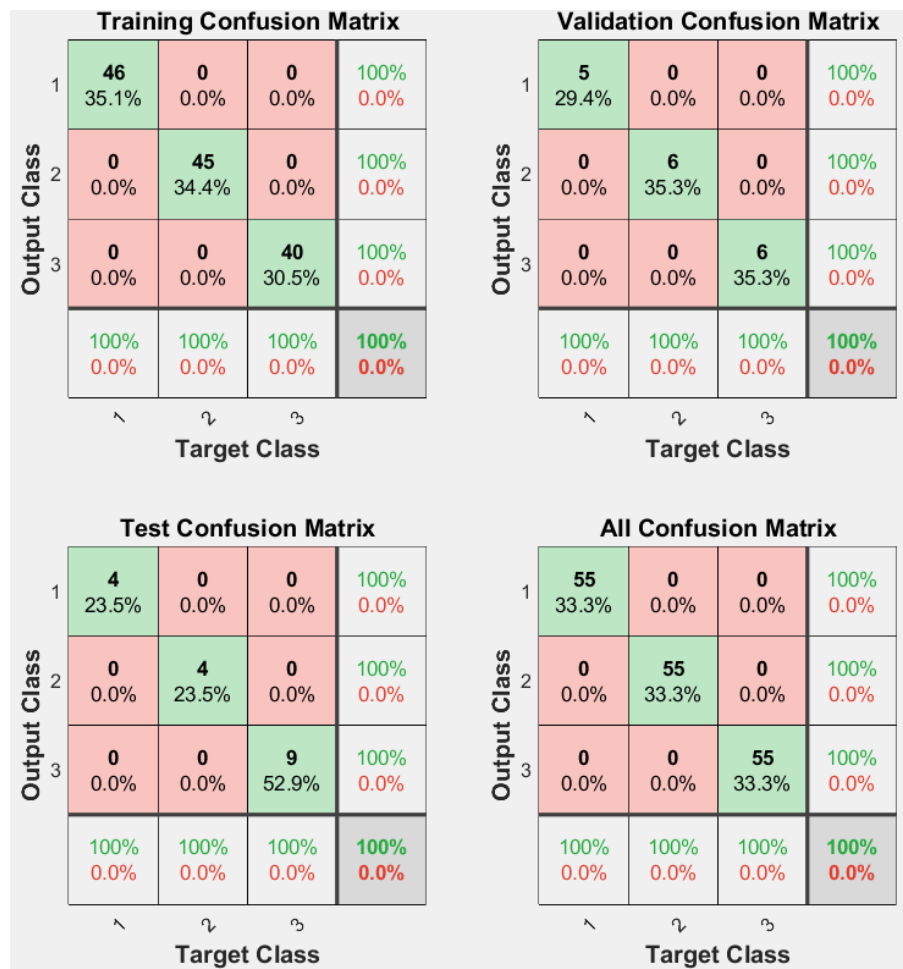 Training Confusion Matrix
46 0 0 100%
1
35.1% 0.0% 0.0% 0.0%
0 45 0 100%
2
0.0% 34.4% 0.0% 0.0%
0 0 40 100%
3
0.0% 0.0% 30.5% 0.0%
100% 100% 100% 100%
0.0% 0.0% 0.0% 0.0%
1 2 3
Output Class
Target Class
Validation Confusion Matrix
5 0 0 100%
1
29.4% 0.0% 0.0% 0.0%
0 6 0 100%
2
0.0% 35.3% 0.0% 0.0%
0 0 6 100%
3
0.0% 0.0% 35.3% 0.0%
100% 100% 100% 100%
0.0% 0.0% 0.0% 0.0%
1 2 3
Output Class
Target Class
Test Confusion Matrix
4 0 0 100%
1
23.5% 0.0% 0.0% 0.0%
0 4 0 100%
2
0.0% 23.5% 0.0% 0.0%
0 0 9 100%
3
0.0% 0.0% 52.9% 0.0%
100% 100% 100% 100%
0.0% 0.0% 0.0% 0.0%
1 2 3
Output Class
Target Class
All Confusion Matrix
55 0 0 100%
1
33.3% 0.0% 0.0% 0.0%
0 55 0 100%
2
0.0% 33.3% 0.0% 0.0%
0 0 55 100%
3
0.0% 0.0% 33.3% 0.0%
100% 100% 100% 100%
0.0% 0.0% 0.0% 0.0%
1 2 3
Output Class
Target Class